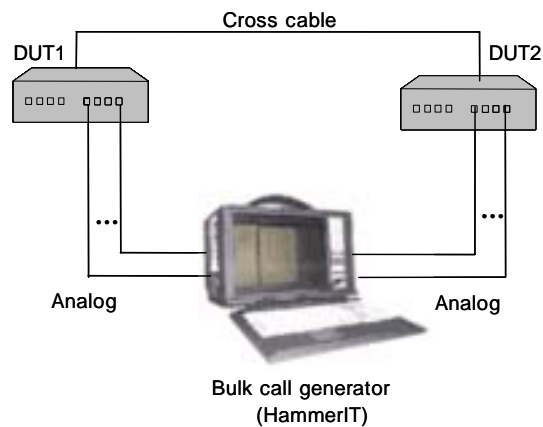 Cross cable
DUT1
DUT2
...
...
Analog
Analog
Bulk call generator
(HammerIT)